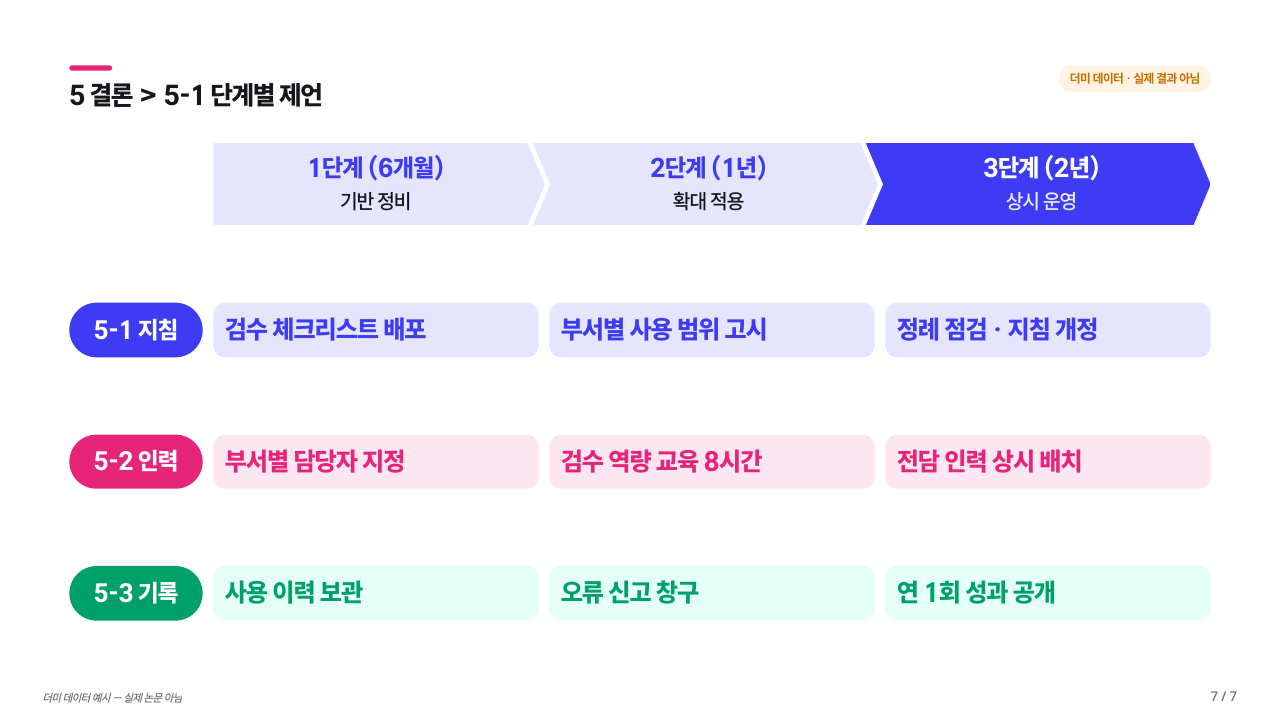 5 결론 > 5-1 단계별 제언
더미 데이터 · 실제 결과 아님
1단계 (6개월)
기반 정비
2단계 (1년)
확대 적용
3단계 (2년)
상시 운영
5-1 지침
검수 체크리스트 배포
부서별 사용 범위 고시
정례 점검 · 지침 개정
5-2 인력
부서별 담당자 지정
검수 역량 교육 8시간
전담 인력 상시 배치
5-3 기록
사용 이력 보관
오류 신고 창구
연 1회 성과 공개
더미 데이터 예시 — 실제 논문 아님
7 / 7